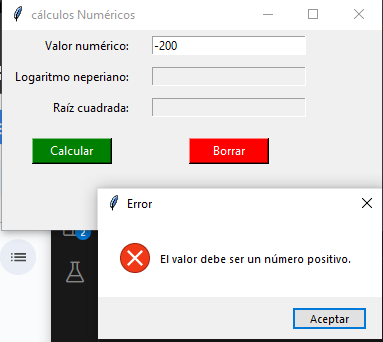 cálculos Numéricos
Valor numérico: -200
Logaritmo neperiano:
Raíz cuadrada:
Calcular Borrar
Error
2
El valor debe ser un número positivo.
Aceptar